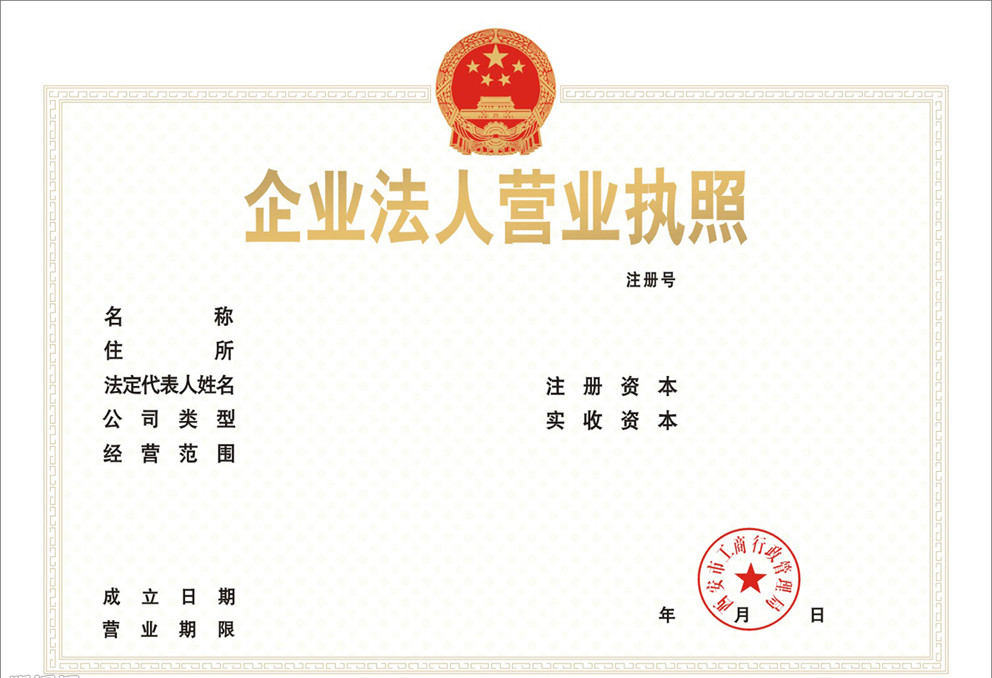 企业法人营业执照
注册号
名称
住所
法定代表人姓名
注册资本
公司类型
实收资本
经营范围
西安市工商行政管理局
成立日期
年 月 日
营业期限